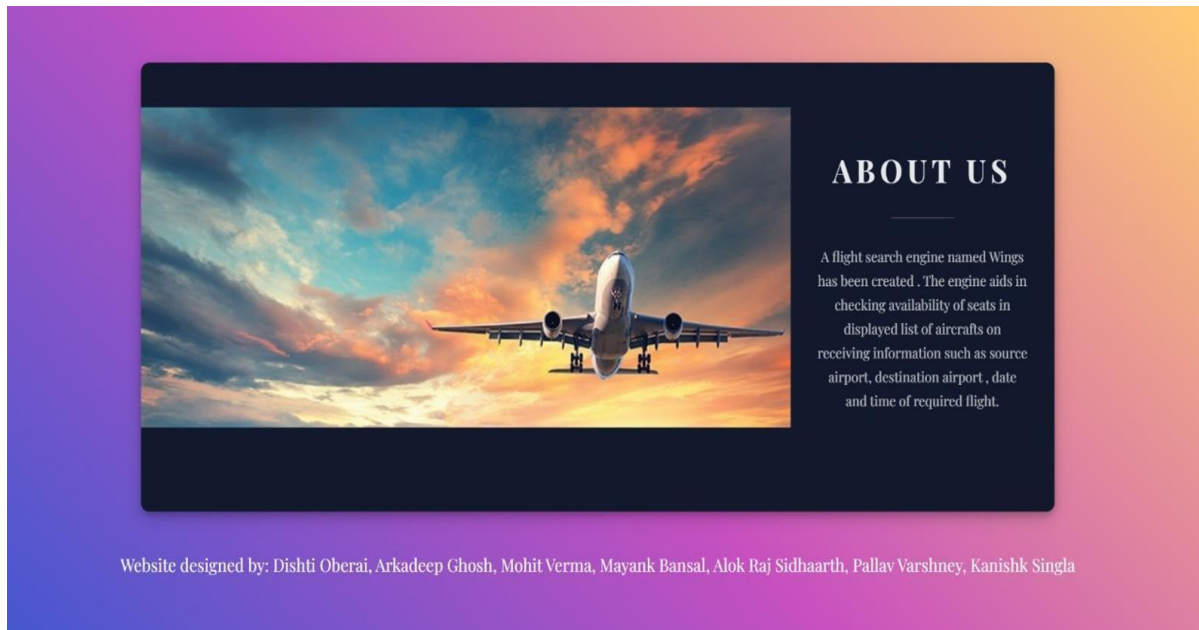 ABOUT US
A flight search engine named Wings
has been created . The engine aids in
checking availability of seats in
displayed list of aircrafts on
receiving information such as source
airport, destination airport , date
and time of required flight.
Website designed by: Dishti Oberai, Arkadeep Ghosh, Mohit Verma, Mayank Bansal, Alok Raj Sidhaarth, Pallav Varshney, Kanishk Singla